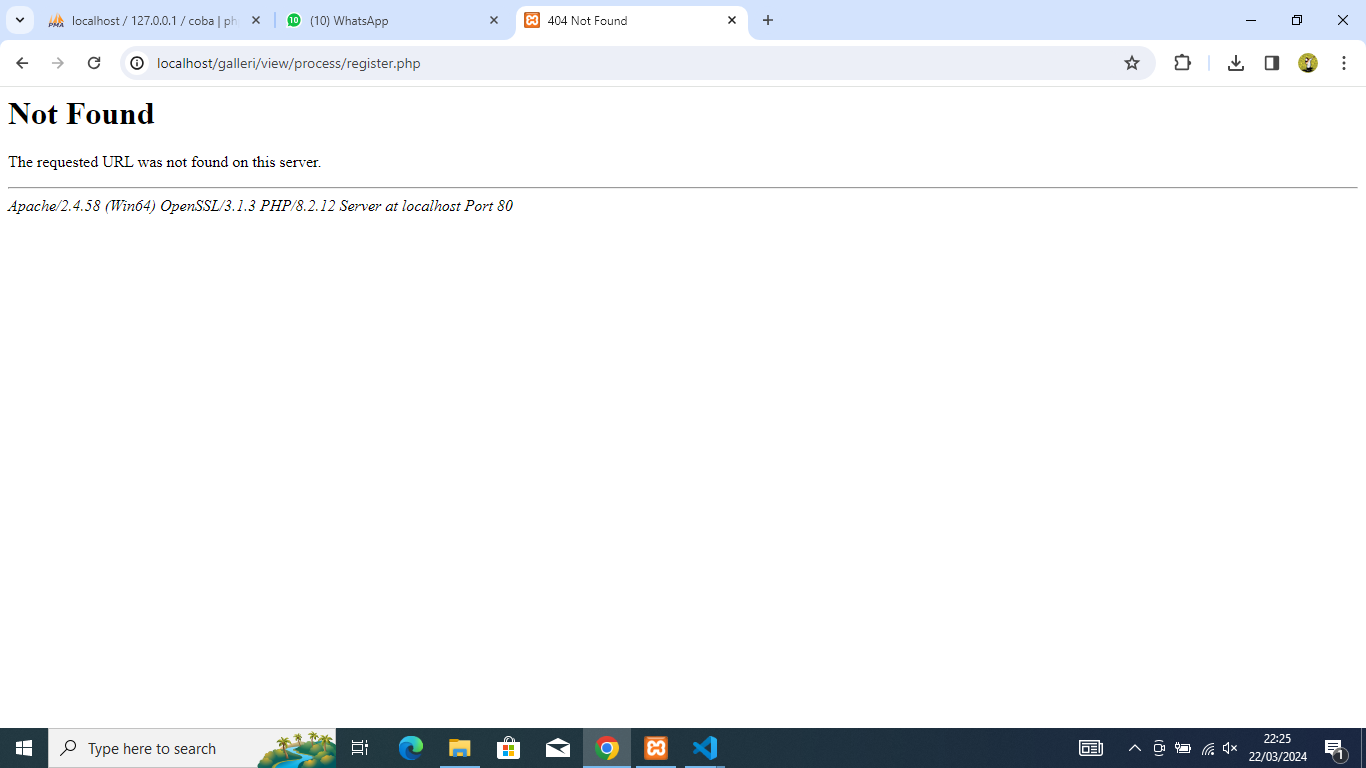 localhost / 127.0.0.1 / coba | ph
(10) WhatsApp
404 Not Found
localhost/galleri/view/process/register.php
Not Found
The requested URL was not found on this server.
Apache/2.4.58 (Win64) OpenSSL/3.1.3 PHP/8.2.12 Server at localhost Port 80
Type here to search
22:25
22/03/2024
1